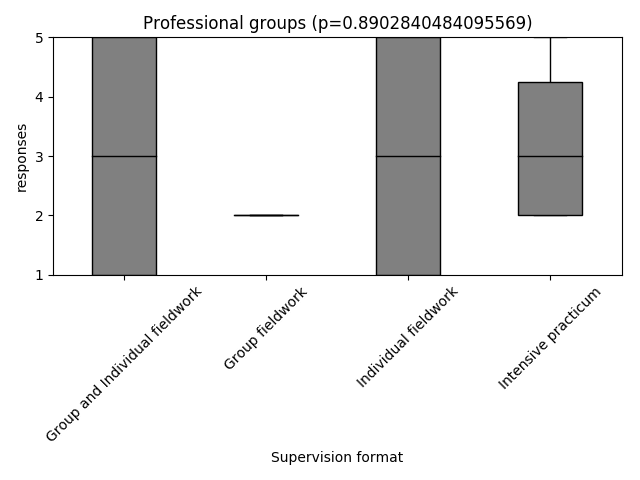 Professional groups (p=0.8902840484095569)
responses
5
4
3
2
1
Group and Individual fieldwork
Group fieldwork
Individual fieldwork
Intensive practicum
Supervision format